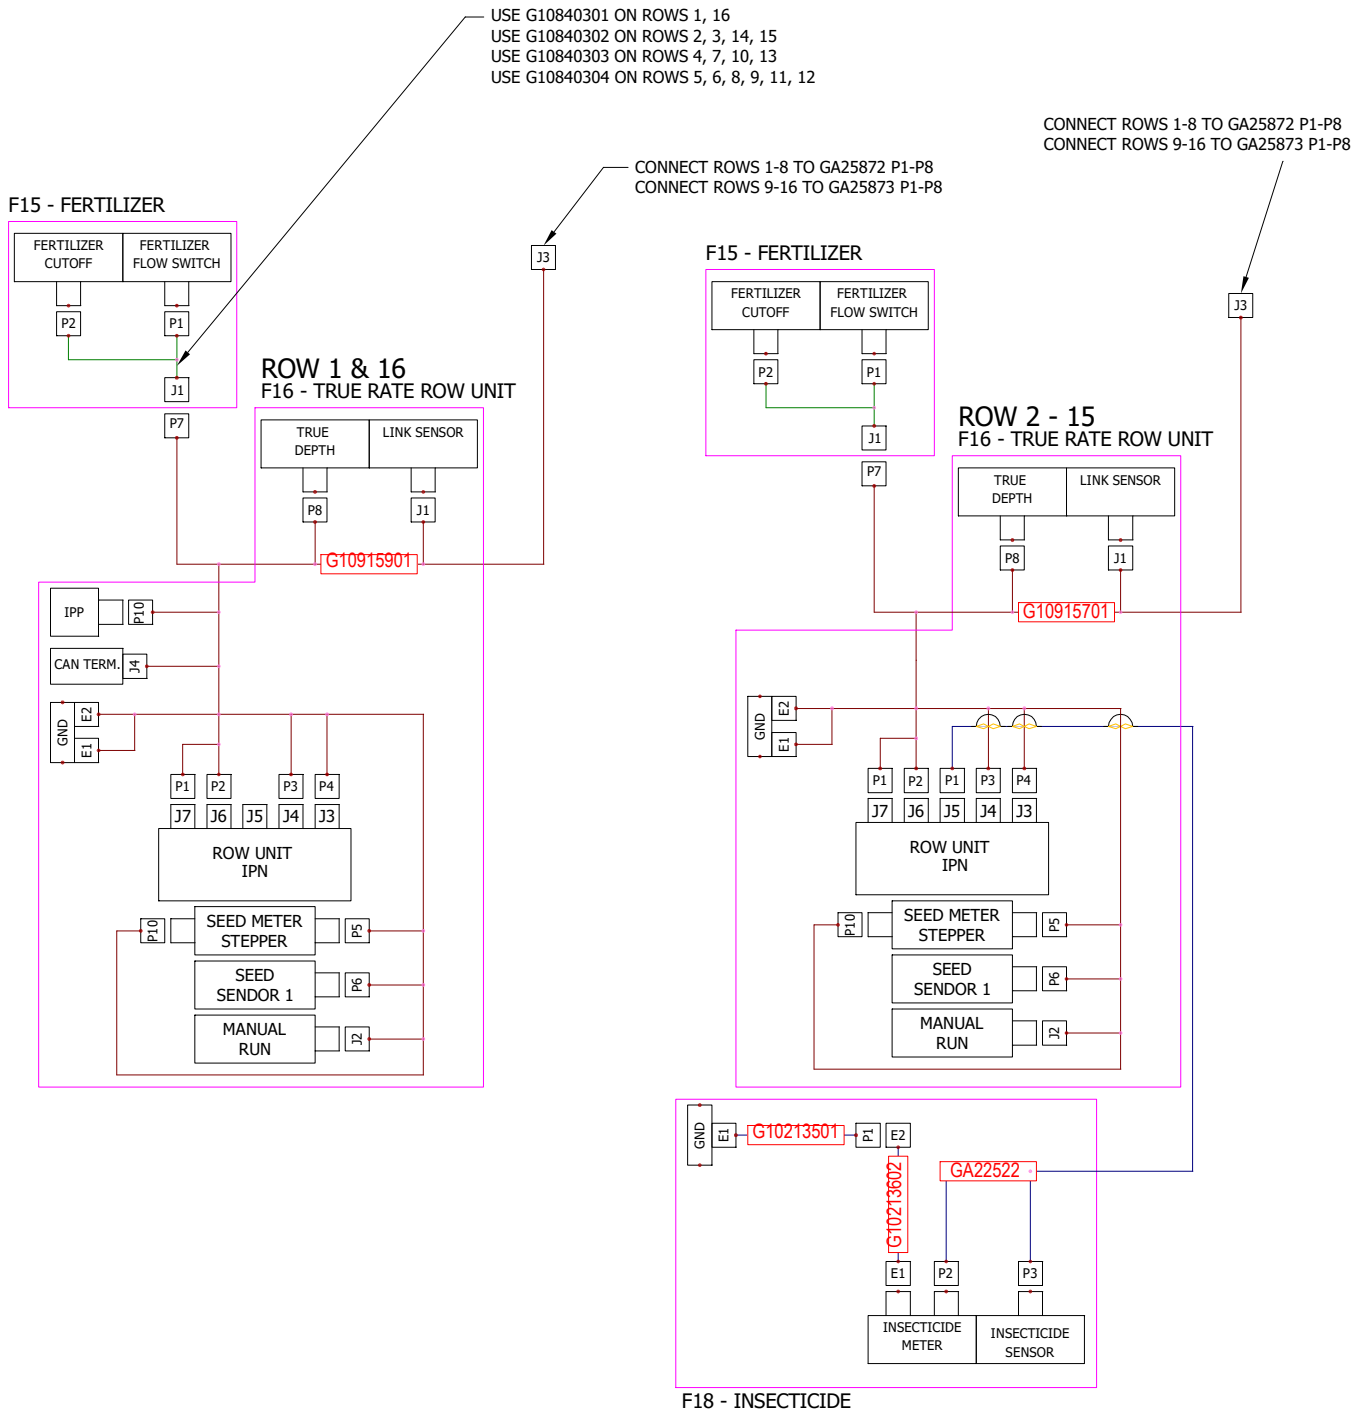 USE G10840301 ON ROWS 1, 16
USE G10840302 ON ROWS 2, 3, 14, 15
USE G10840303 ON ROWS 4, 7, 10, 13
USE G10840304 ON ROWS 5, 6, 8, 9, 11, 12
CONNECT ROWS 1-8 TO GA25872 P1-P8
CONNECT ROWS 9-16 TO GA25873 P1-P8
F15 - FERTILIZER
FERTILIZER
CUTOFF
FERTILIZER
FLOW SWITCH
P2
P1
J1
P7
J3
ROW 1 & 16
F16 - TRUE RATE ROW UNIT
TRUE
DEPTH
LINK SENSOR
P8
J1
G10915901
IPP
P10
CAN TERM.
J4
GND
E2
E1
P1
P2
P3
P4
J7
J6
J5
J4
J3
ROW UNIT
IPN
P10
SEED METER
STEPPER
P5
SEED
SENDOR 1
P6
MANUAL
RUN
J2
CONNECT ROWS 1-8 TO GA25872 P1-P8
CONNECT ROWS 9-16 TO GA25873 P1-P8
F15 - FERTILIZER
FERTILIZER
CUTOFF
FERTILIZER
FLOW SWITCH
P2
P1
J1
P7
J3
ROW 2 - 15
F16 - TRUE RATE ROW UNIT
TRUE
DEPTH
LINK SENSOR
P8
J1
G10915701
GND
E2
E1
P1
P2
P1
P3
P4
J7
J6
J5
J4
J3
ROW UNIT
IPN
P10
SEED METER
STEPPER
P5
SEED
SENDOR 1
P6
MANUAL
RUN
J2
GND
E1
G10213501
P1
E2
G10213602
GA22522
E1
P2
P3
INSECTICIDE
METER
INSECTICIDE
SENSOR
F18 - INSECTICIDE